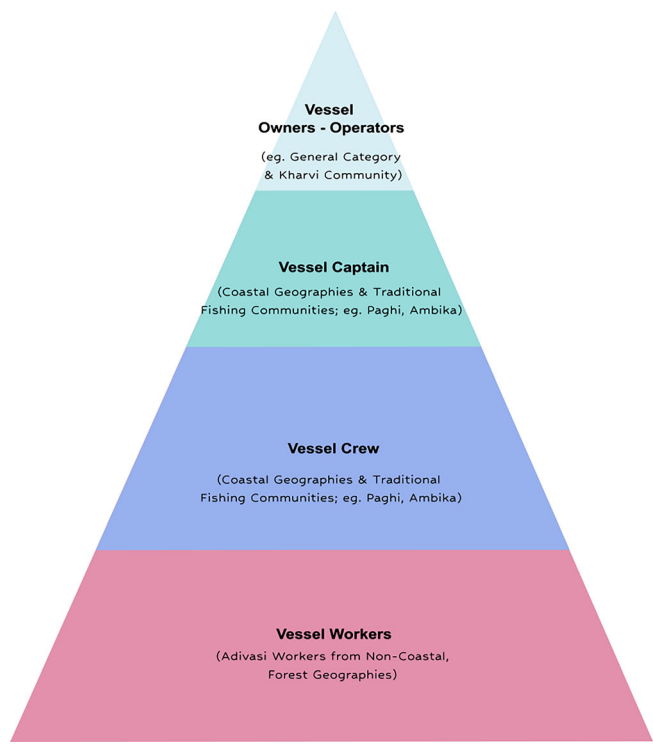 Vessel
Owners - Operators
(eg. General Category
& Kharvi Community)
Vessel Captain
(Coastal Geographies & Traditional
Fishing Communities; eg. Paghi, Ambika)
Vessel Crew
(Coastal Geographies & Traditional
Fishing Communities; eg. Paghi, Ambika)
Vessel Workers
(Adivasi Workers from Non-Coastal,
Forest Geographies)